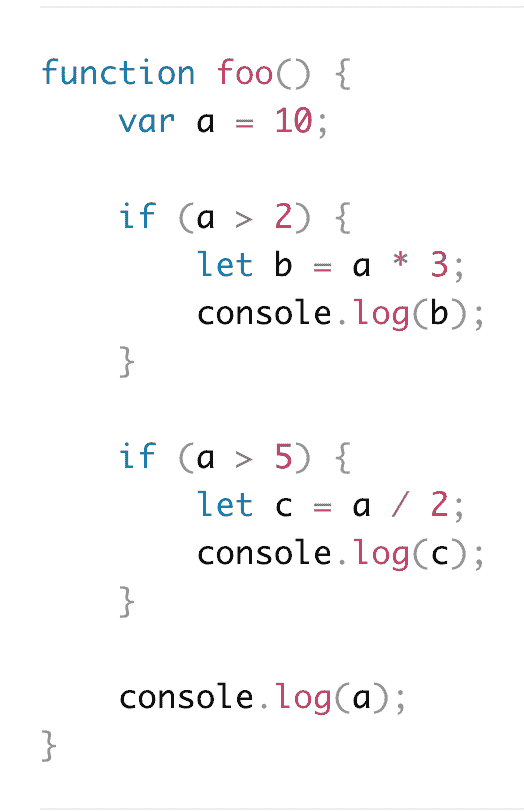 function foo() {
    var a = 10;

    if (a > 2) {
        let b = a * 3;
        console.log(b);
    }

    if (a > 5) {
        let c = a / 2;
        console.log(c);
    }

    console.log(a);
}